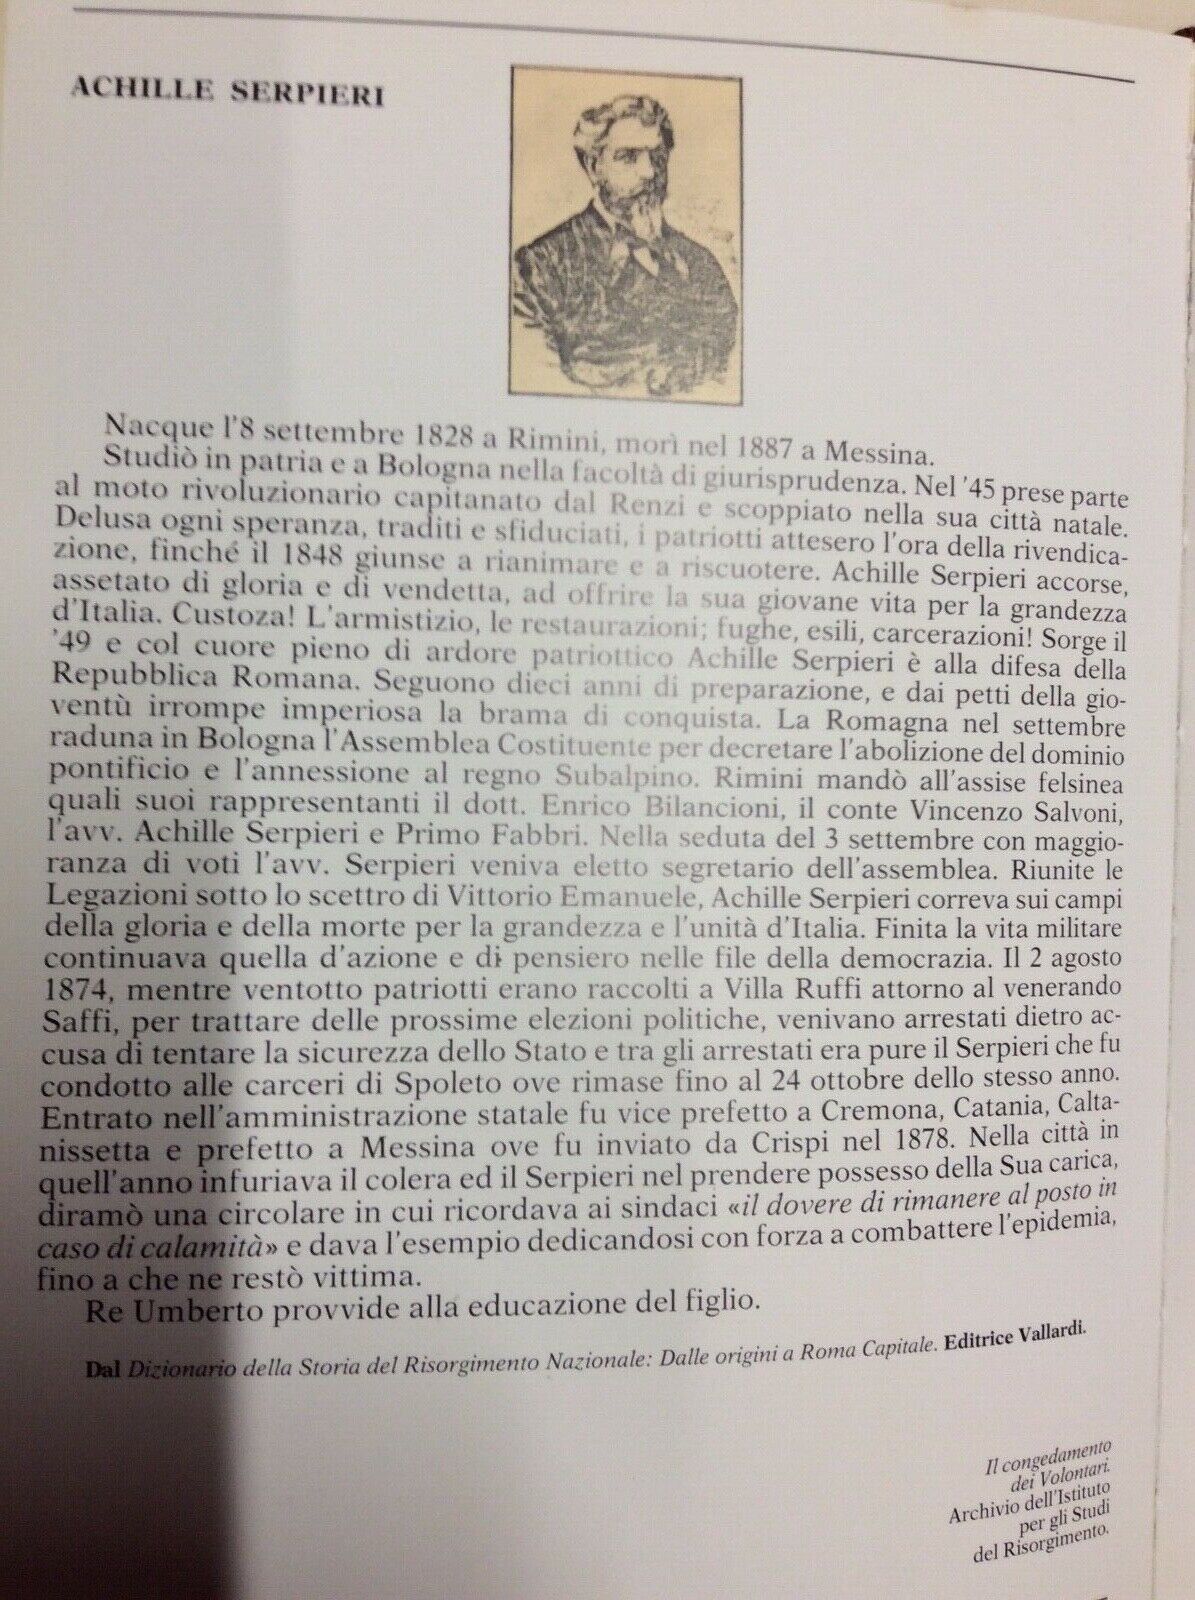 ACHILLE SERPIERI
Nacque l'8 settembre 1828 a Rimini, morì nel 1887 a Messina.
Studiò in patria e a Bologna nella facoltà di giurisprudenza. Nel '45 prese parte
al moto rivoluzionario capitanato dal Renzi e scoppiato nella sua città natale.
Delusa ogni speranza, traditi e sfiduciati, i patriotti attesero l'ora della rivendica-
zione, finché il 1848 giunse a rianimare e a riscuotere. Achille Serpieri accorse,
assetato di gloria e di vendetta, ad offrire la sua giovane vita per la grandezza
d'Italia. Custoza! L'armistizio, le restaurazioni; fughe, esili, carcerazioni! Sorge il
'49 e col cuore pieno di ardore patriottico Achille Serpieri è alla difesa della
Repubblica Romana. Seguono dieci anni di preparazione, e dai petti della gio-
ventù irrompe imperiosa la brama di conquista. La Romagna nel settembre
raduna in Bologna l'Assemblea Costituente per decretare l'abolizione del dominio
pontificio e l'annessione al regno Subalpino. Rimini mandò all'assise felsinea
quali suoi rappresentanti il dott. Enrico Bilancioni, il conte Vincenzo Salvoni,
l'avv. Achille Serpieri e Primo Fabbri. Nella seduta del 3 settembre con maggio-
ranza di voti l'avv. Serpieri veniva eletto segretario dell'assemblea. Riunite le
Legazioni sotto lo scettro di Vittorio Emanuele, Achille Serpieri correva sui campi
della gloria e della morte per la grandezza e l'unità d'Italia. Finita la vita militare
continuava quella d'azione e di pensiero nelle file della democrazia. Il 2 agosto
1874, mentre ventotto patriotti erano raccolti a Villa Ruffi attorno al venerando
Saffi, per trattare delle prossime elezioni politiche, venivano arrestati dietro ac-
cusa di tentare la sicurezza dello Stato e tra gli arrestati era pure il Serpieri che fu
condotto alle carceri di Spoleto ove rimase fino al 24 ottobre dello stesso anno.
Entrato nell'amministrazione statale fu vice prefetto a Cremona, Catania, Calta-
nissetta e prefetto a Messina ove fu inviato da Crispi nel 1878. Nella città in
quell'anno infuriava il colera ed il Serpieri nel prendere possesso della Sua carica,
diramò una circolare in cui ricordava ai sindaci «il dovere di rimanere al posto in
caso di calamità» e dava l'esempio dedicandosi con forza a combattere l'epidemia,
fino a che ne restò vittima.
Re Umberto provvide alla educazione del figlio.
Dal Dizionario della Storia del Risorgimento Nazionale: Dalle origini a Roma Capitale. Editrice Vallardi.
Il congedamento
dei Volontari.
Archivio dell'Istituto
per gli Studi
del Risorgimento.